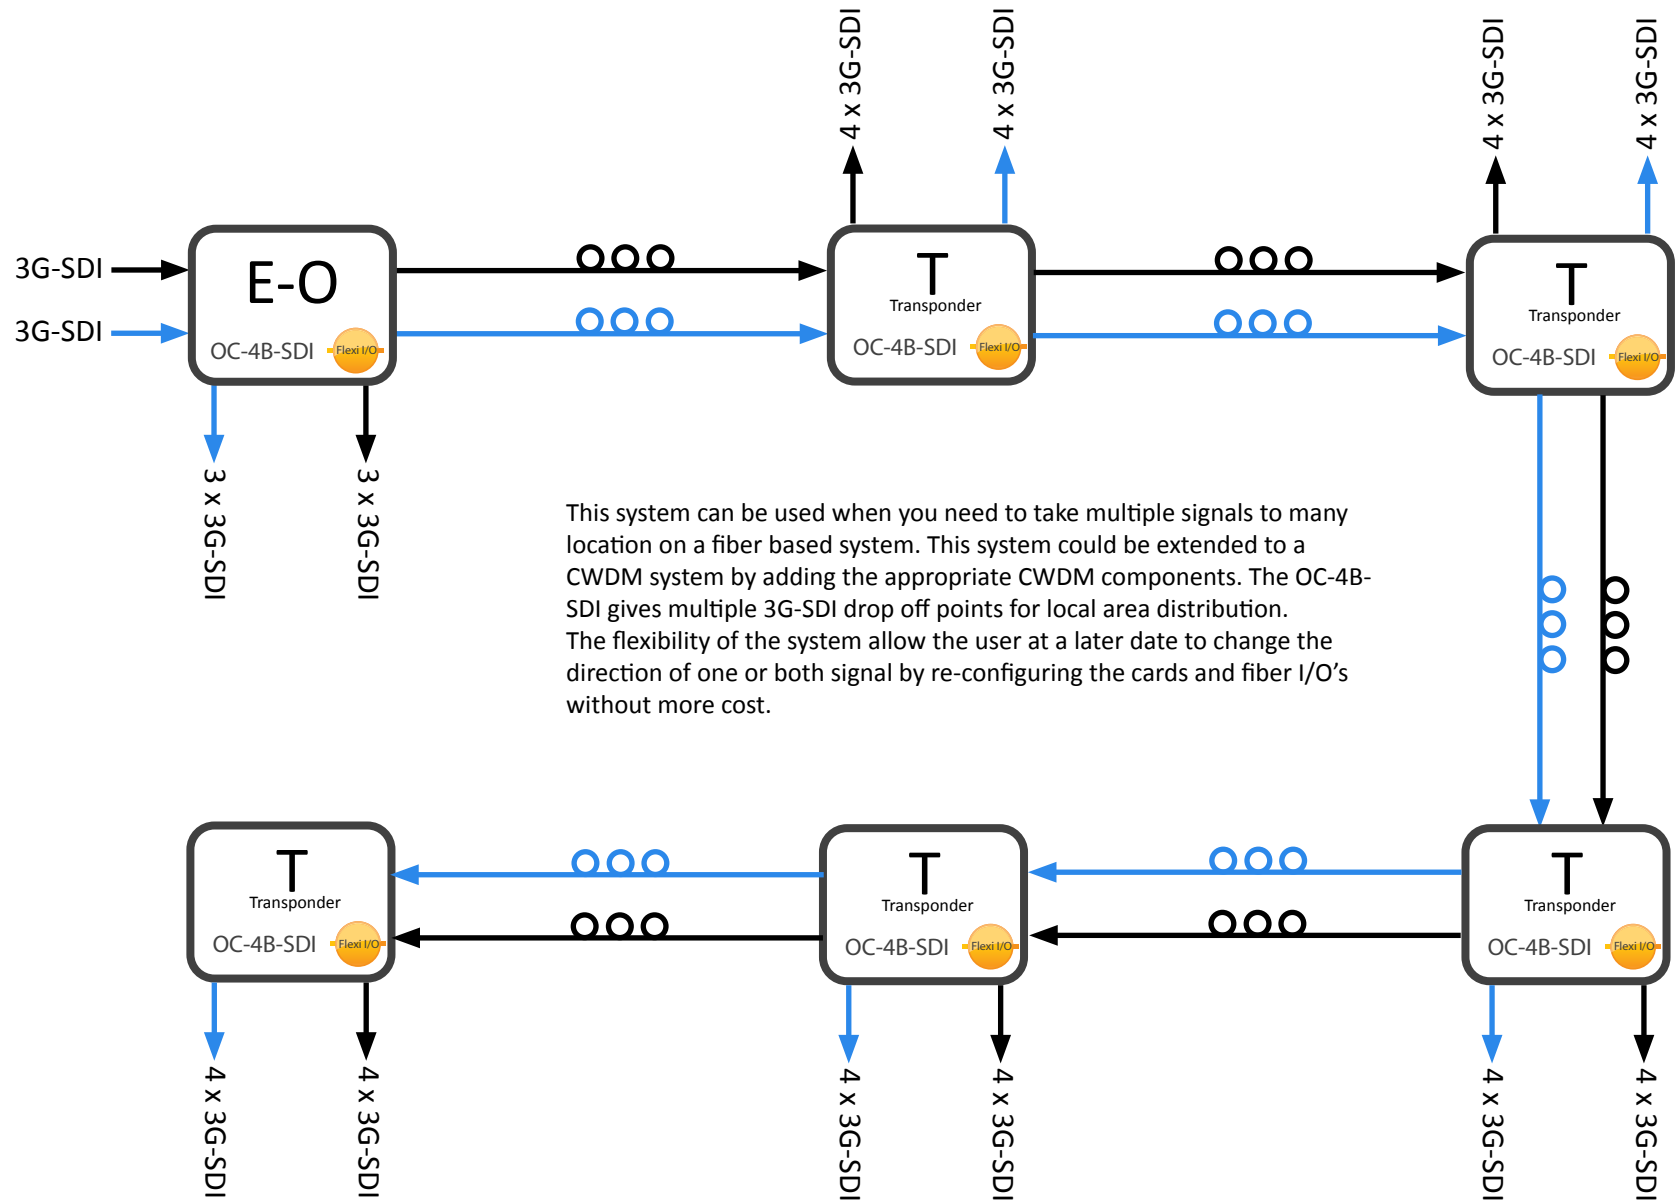 4 x 3G-SDI
4 x 3G-SDI
4 x 3G-SDI
4 x 3G-SDI
3G-SDI
3G-SDI
E-O
OC-4B-SDI
Flexi I/O
T
Transponder
OC-4B-SDI
Flexi I/O
T
Transponder
OC-4B-SDI
Flexi I/O
3 x 3G-SDI
3 x 3G-SDI
This system can be used when you need to take multiple signals to many
location on a fiber based system. This system could be extended to a
CWDM system by adding the appropriate CWDM components. The OC-4B-
SDI gives multiple 3G-SDI drop off points for local area distribution.
The flexibility of the system allow the user at a later date to change the
direction of one or both signal by re-configuring the cards and fiber I/O’s
without more cost.
T
Transponder
OC-4B-SDI
Flexi I/O
T
Transponder
OC-4B-SDI
Flexi I/O
T
Transponder
OC-4B-SDI
Flexi I/O
4 x 3G-SDI
4 x 3G-SDI
4 x 3G-SDI
4 x 3G-SDI
4 x 3G-SDI
4 x 3G-SDI